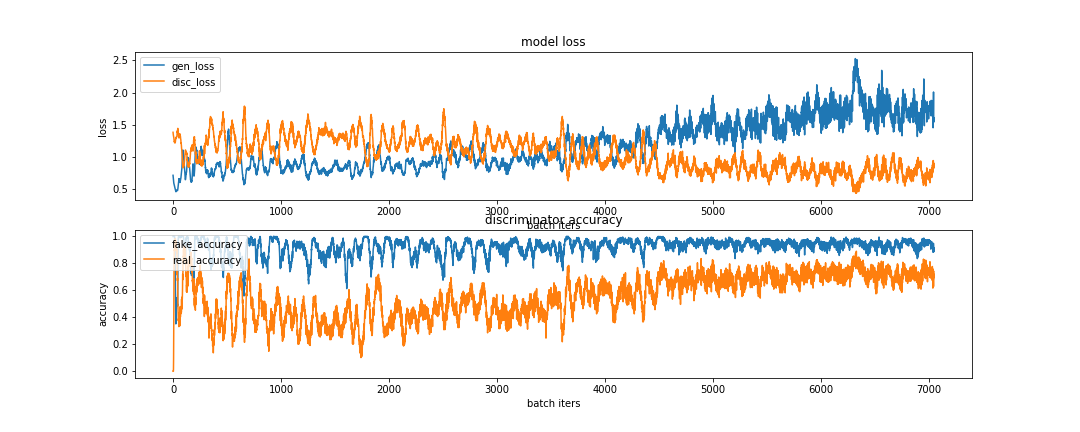 model loss
2.5
2.0
1.5
1.0
0.5
loss
gen_loss
disc_loss
0 1000 2000 3000 4000 5000 6000 7000
batch iters
discriminator accuracy
1.0
0.8
0.6
0.4
0.2
0.0
accuracy
fake_accuracy
real_accuracy
0 1000 2000 3000 4000 5000 6000 7000
batch iters